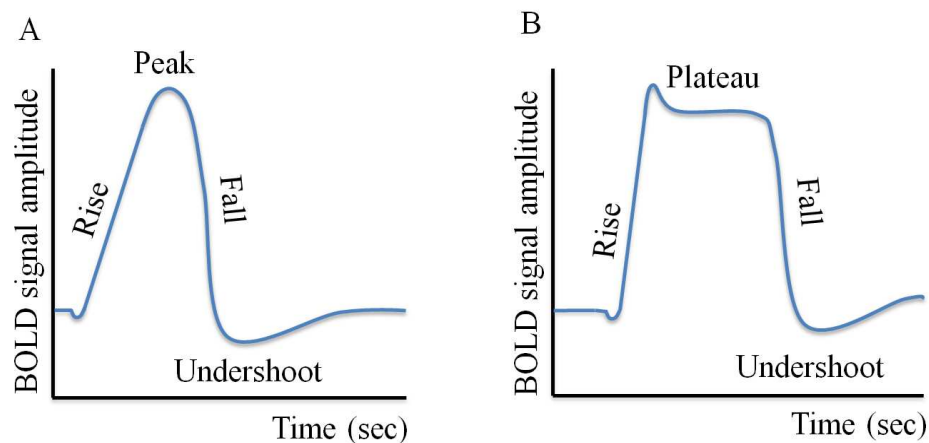 A
Peak
BOLD signal amplitude
Rise
Fall
Undershoot
Time (sec)
B
Plateau
BOLD signal amplitude
Rise
Fall
Undershoot
Time (sec)